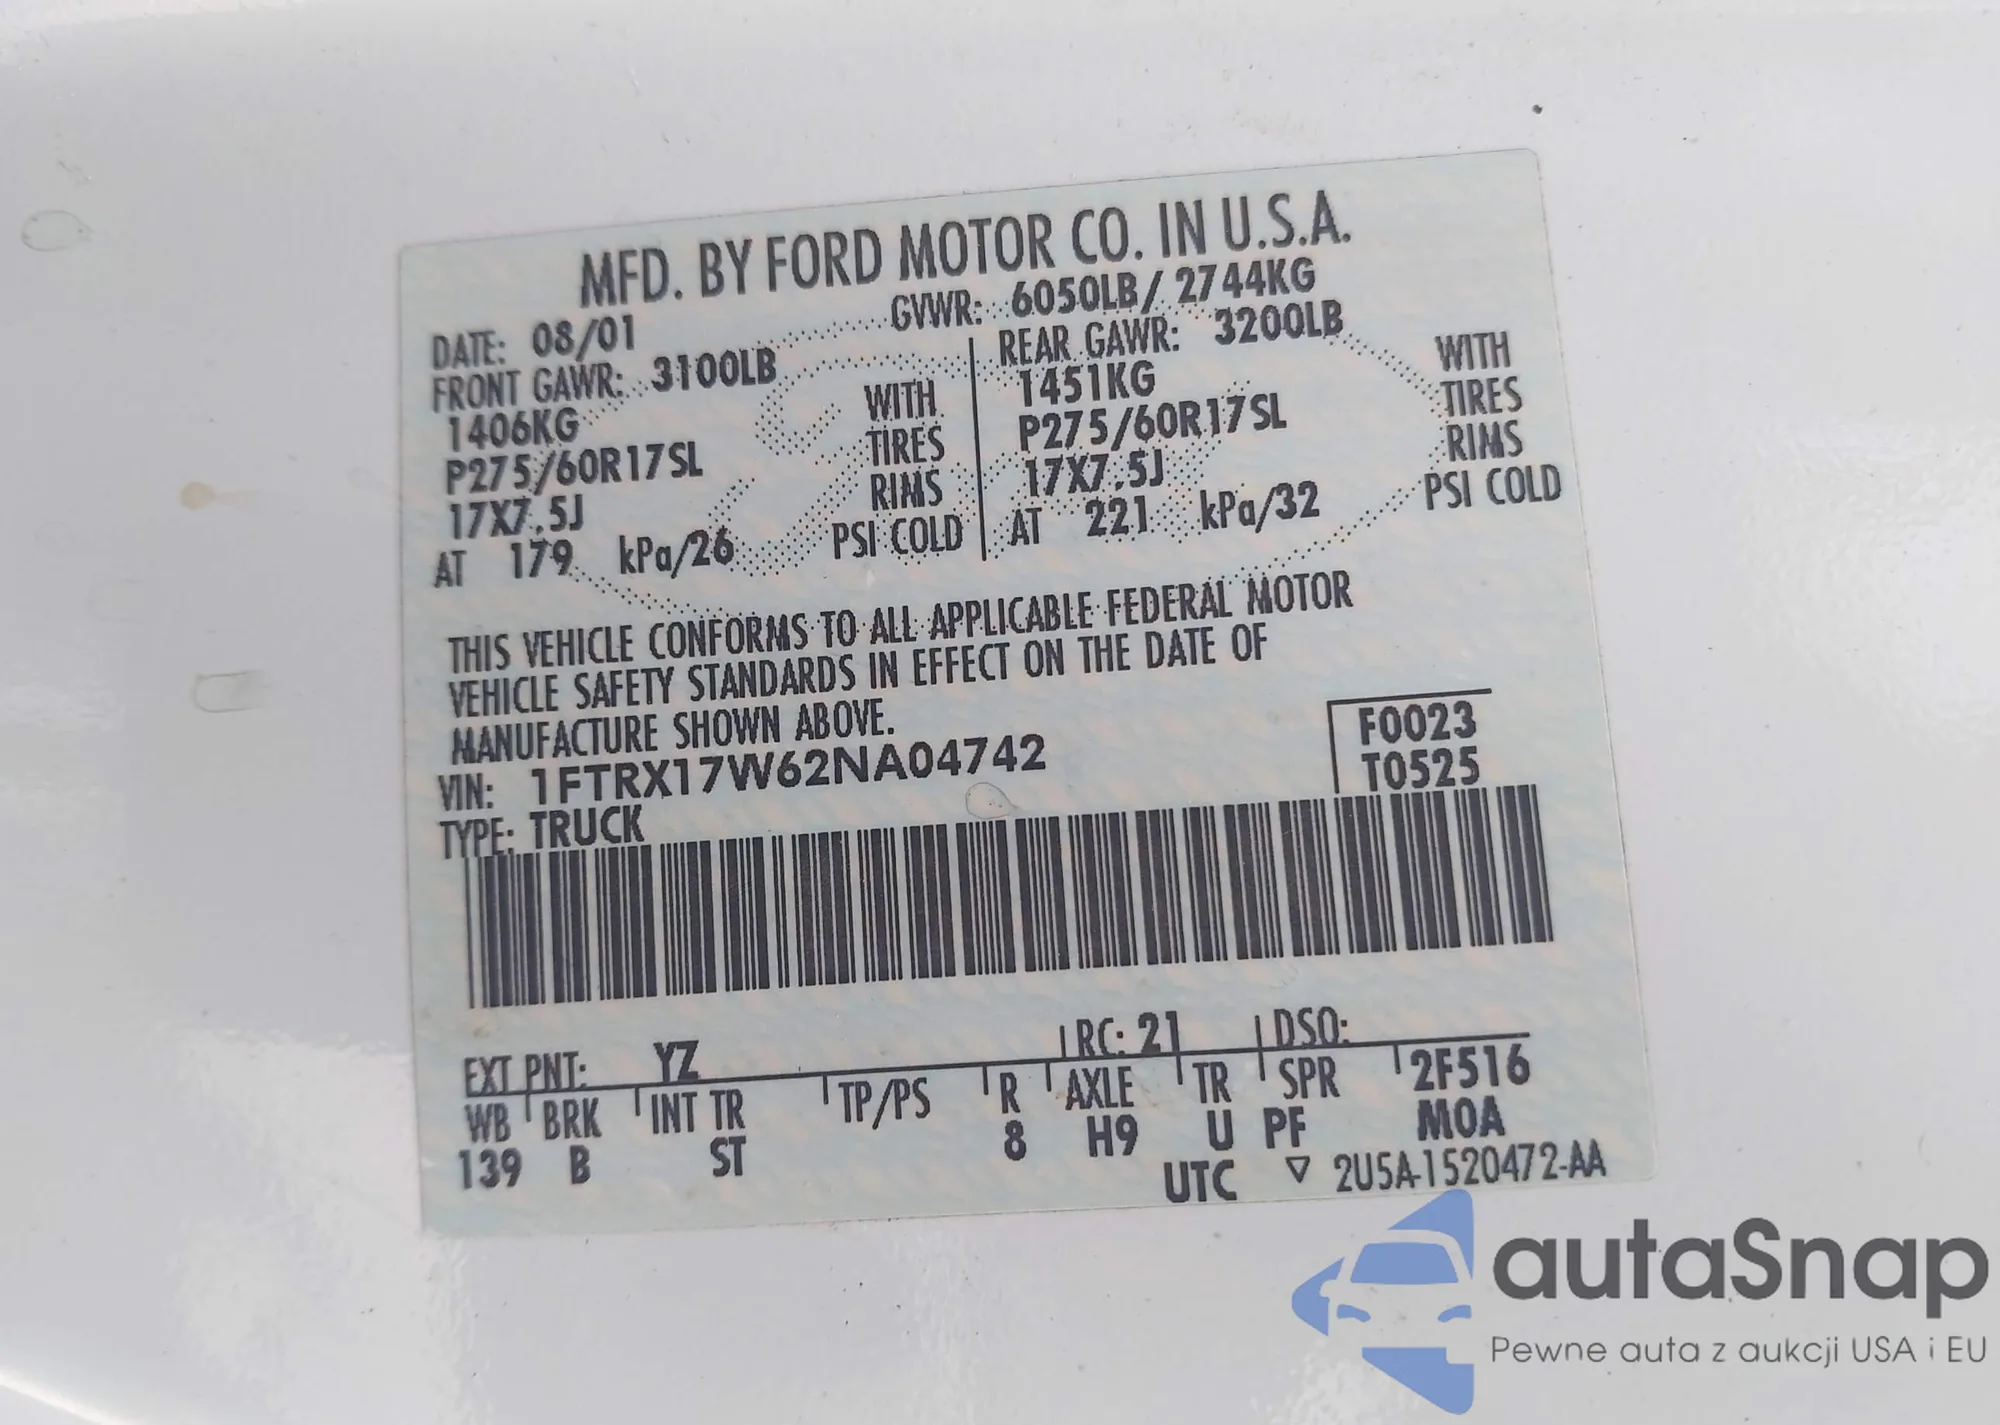 MFD. BY FORD MOTOR CO. IN U.S.A.
DATE: 08/01 GVWR: 6050LB/ 2744KG
FRONT GAWR: 3100LB REAR GAWR: 3200LB
1406KG WITH 1451KG WITH
P275/60R17SL TIRES P275/60R17SL TIRES
17X7.5J RIMS 17X7.5J RIMS
AT 179 kPa/26 PSI COLD AT 221 kPa/32 PSI COLD
THIS VEHICLE CONFORMS TO ALL APPLICABLE FEDERAL MOTOR
VEHICLE SAFETY STANDARDS IN EFFECT ON THE DATE OF
MANUFACTURE SHOWN ABOVE.
VIN: 1FTRX17W62NA04742 F0023
TYPE: TRUCK T0525
EXT PNT: YZ RC: 21 DSO:
WB BRK INT TR TP/PS R AXLE TR SPR 2F516
139 B ST 8 H9 U PF M0A
UTC ▽ 2U5A-1520472-AA
autaSnap
Pewne auta z aukcji USA i EU